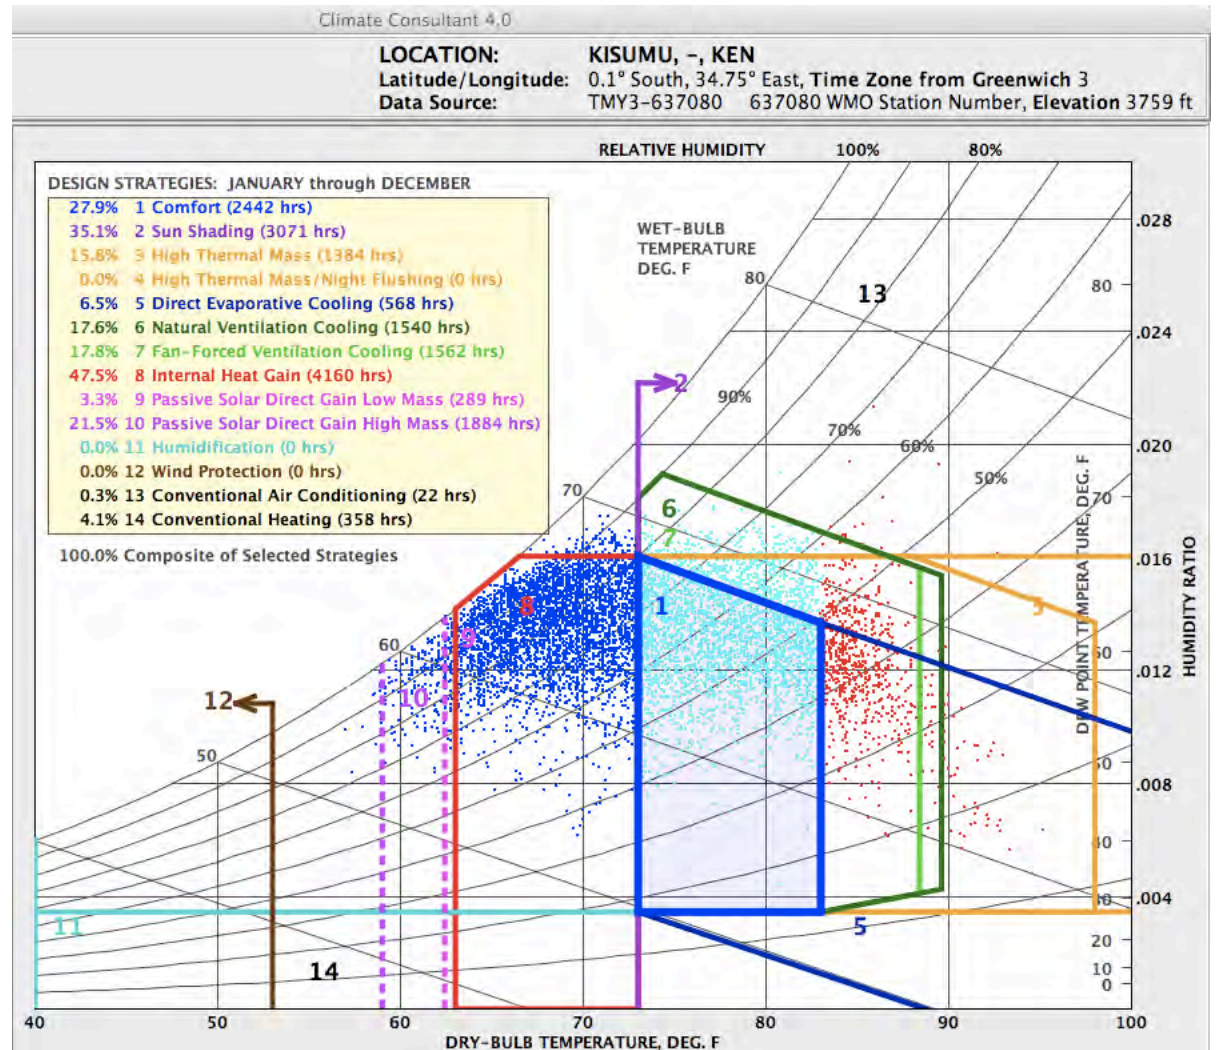 Climate Consultant 4.0
LOCATION: KISUMU, -, KEN
Latitude/Longitude: 0.1° South, 34.75° East, Time Zone from Greenwich 3
Data Source: TMY3-637080 637080 WMO Station Number, Elevation 3759 ft
RELATIVE HUMIDITY 100% 80%
DESIGN STRATEGIES: JANUARY through DECEMBER
27.9% 1 Comfort (2442 hrs)
35.1% 2 Sun Shading (3071 hrs)
15.8% 3 High Thermal Mass (1384 hrs)
0.0% 4 High Thermal Mass/Night Flushing (0 hrs)
6.5% 5 Direct Evaporative Cooling (568 hrs)
17.6% 6 Natural Ventilation Cooling (1540 hrs)
17.8% 7 Fan-Forced Ventilation Cooling (1562 hrs)
47.5% 8 Internal Heat Gain (4160 hrs)
3.3% 9 Passive Solar Direct Gain Low Mass (289 hrs)
21.5% 10 Passive Solar Direct Gain High Mass (1884 hrs)
0.0% 11 Humidification (0 hrs)
0.0% 12 Wind Protection (0 hrs)
0.3% 13 Conventional Air Conditioning (22 hrs)
4.1% 14 Conventional Heating (358 hrs)
100.0% Composite of Selected Strategies
WET-BULB
TEMPERATURE
DEG. F
80
13
80
.028
.024
2
90%
70%
60%
50%
.020
70
6
7
70
.016
8
1
3
9
60
10
60
.012
12
50
50
.008
40
.004
30
11
5
20
14
10
0
DEW POINT TEMPERATURE, DEG. F
HUMIDITY RATIO
40 50 60 70 80 90 100
DRY-BULB TEMPERATURE, DEG. F